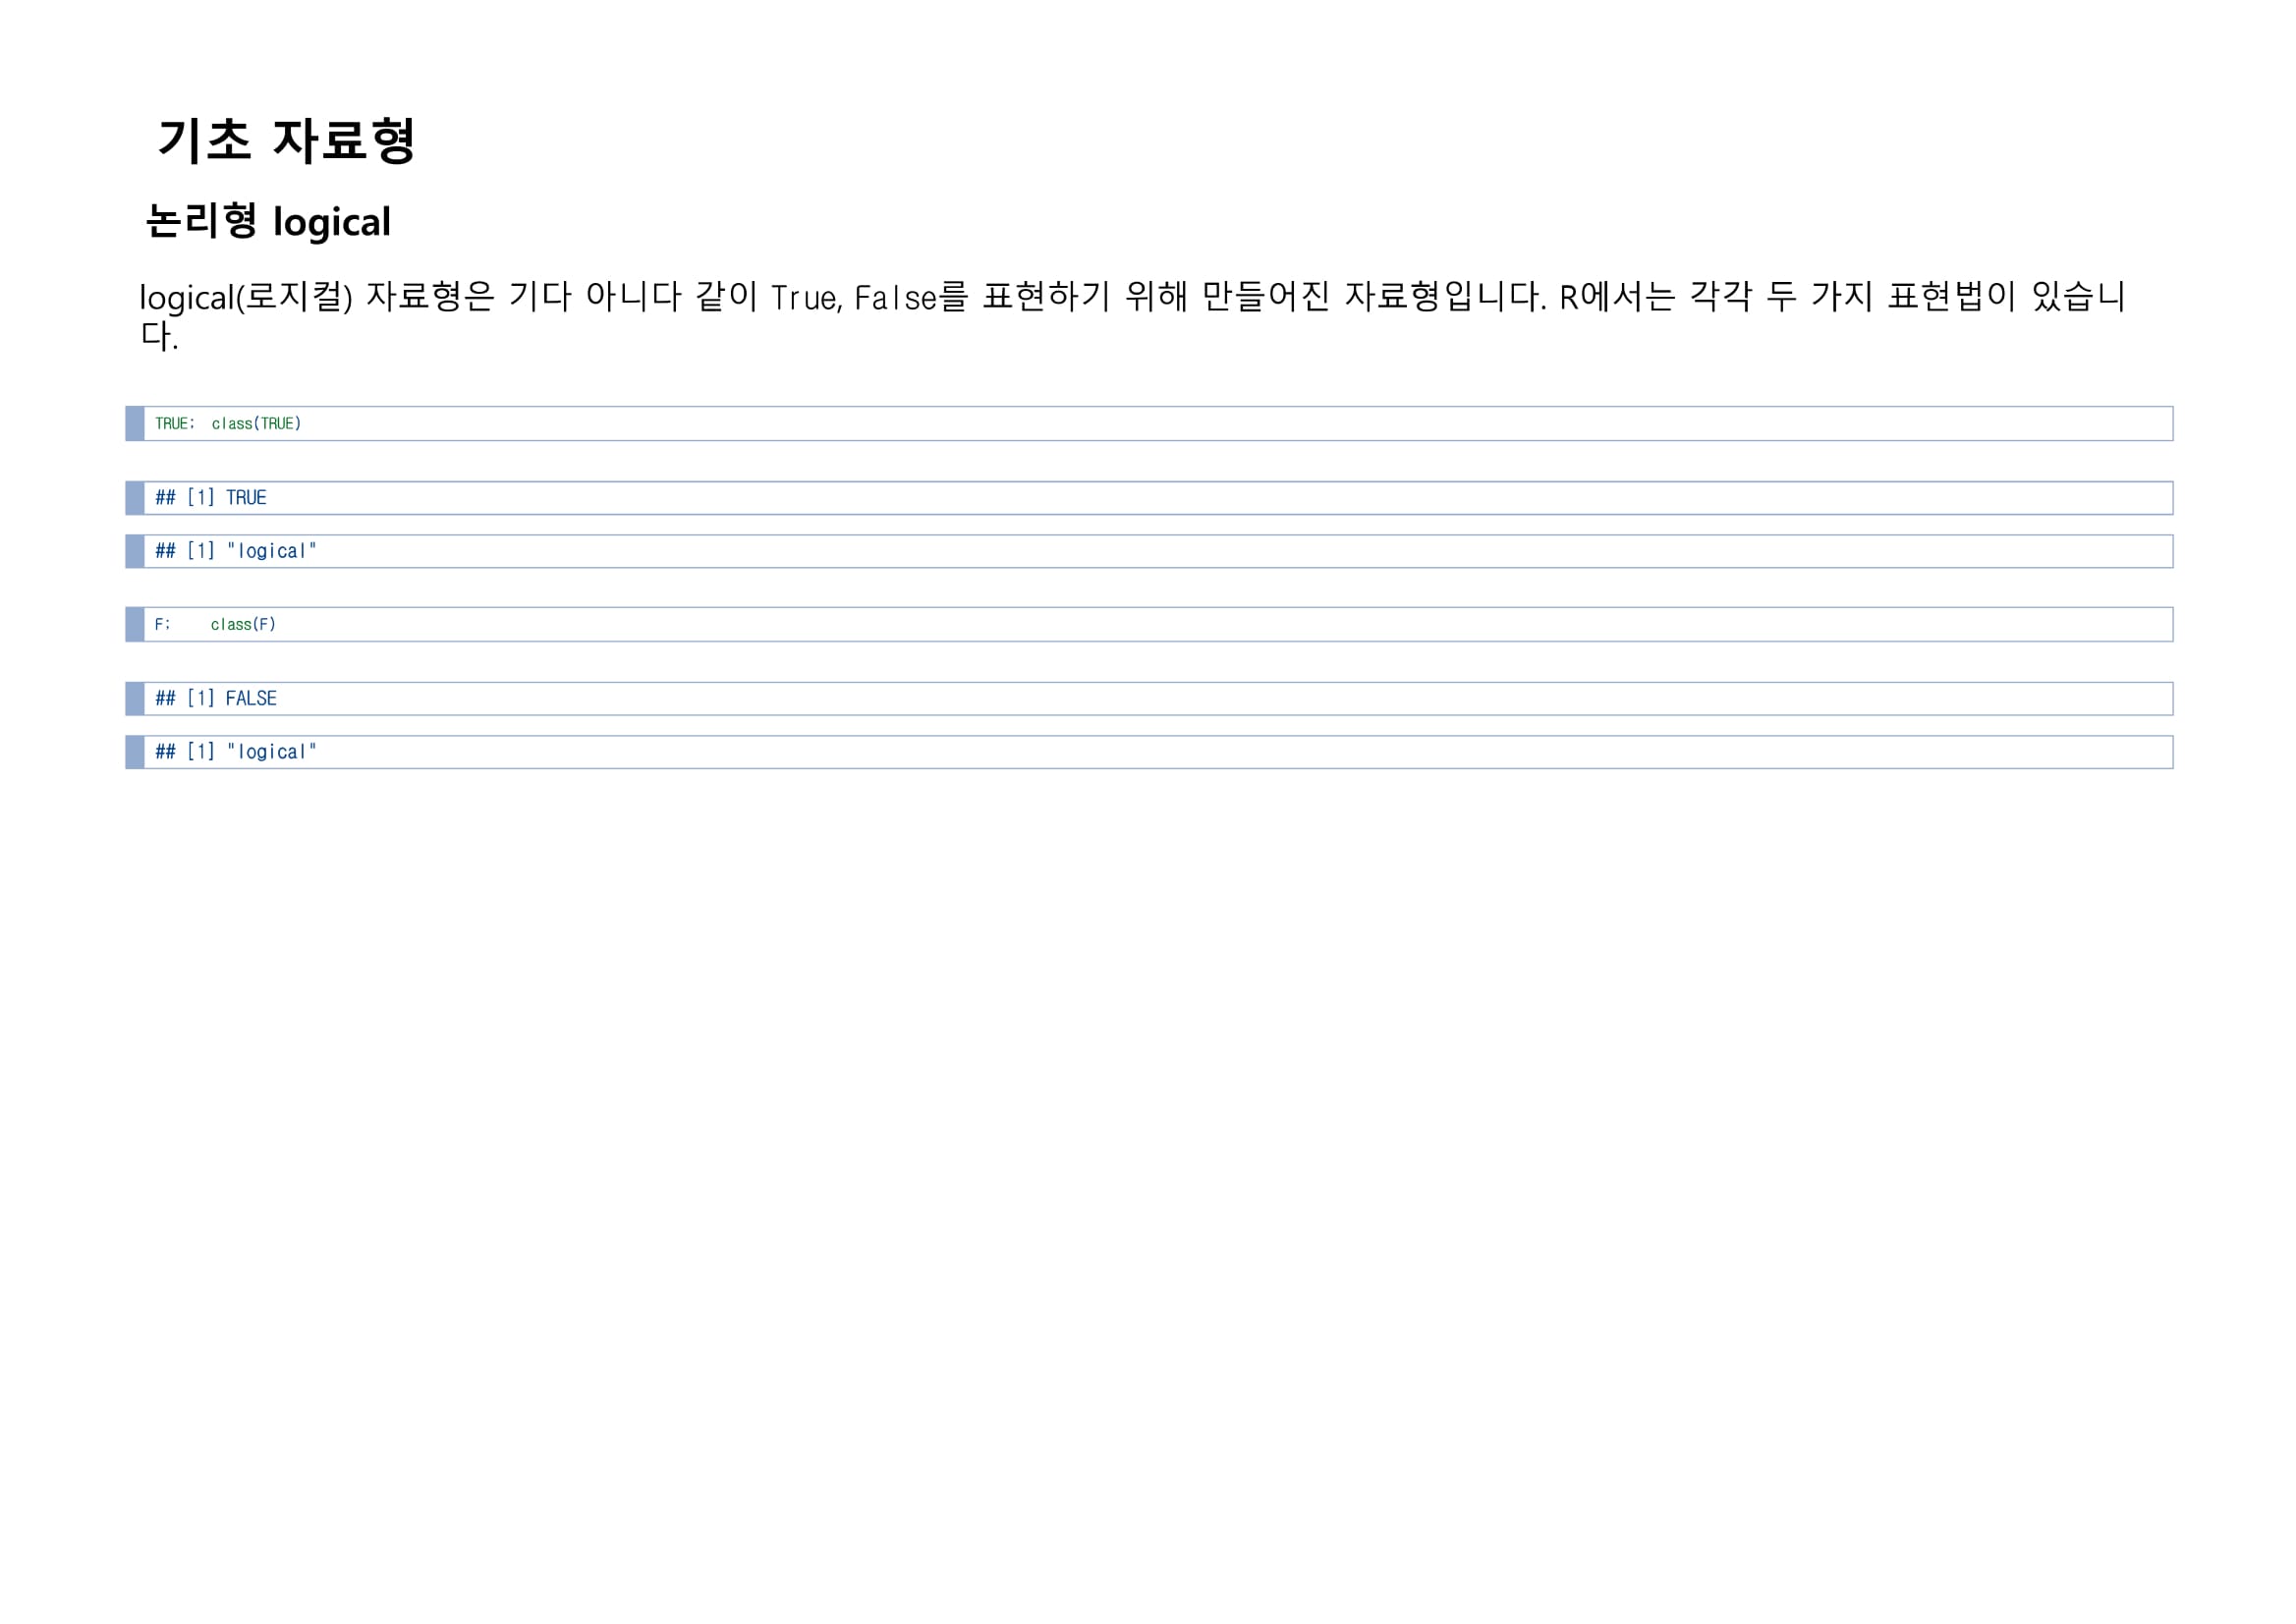 기초 자료형
논리형 logical
logical(로지컬) 자료형은 기다 아니다 같이 True, False를 표현하기 위해 만들어진 자료형입니다. R에서는 각각 두 가지 표현법이 있습니
다.
TRUE; class(TRUE)
## [1] TRUE
## [1] "logical"
F; class(F)
## [1] FALSE
## [1] "logical"